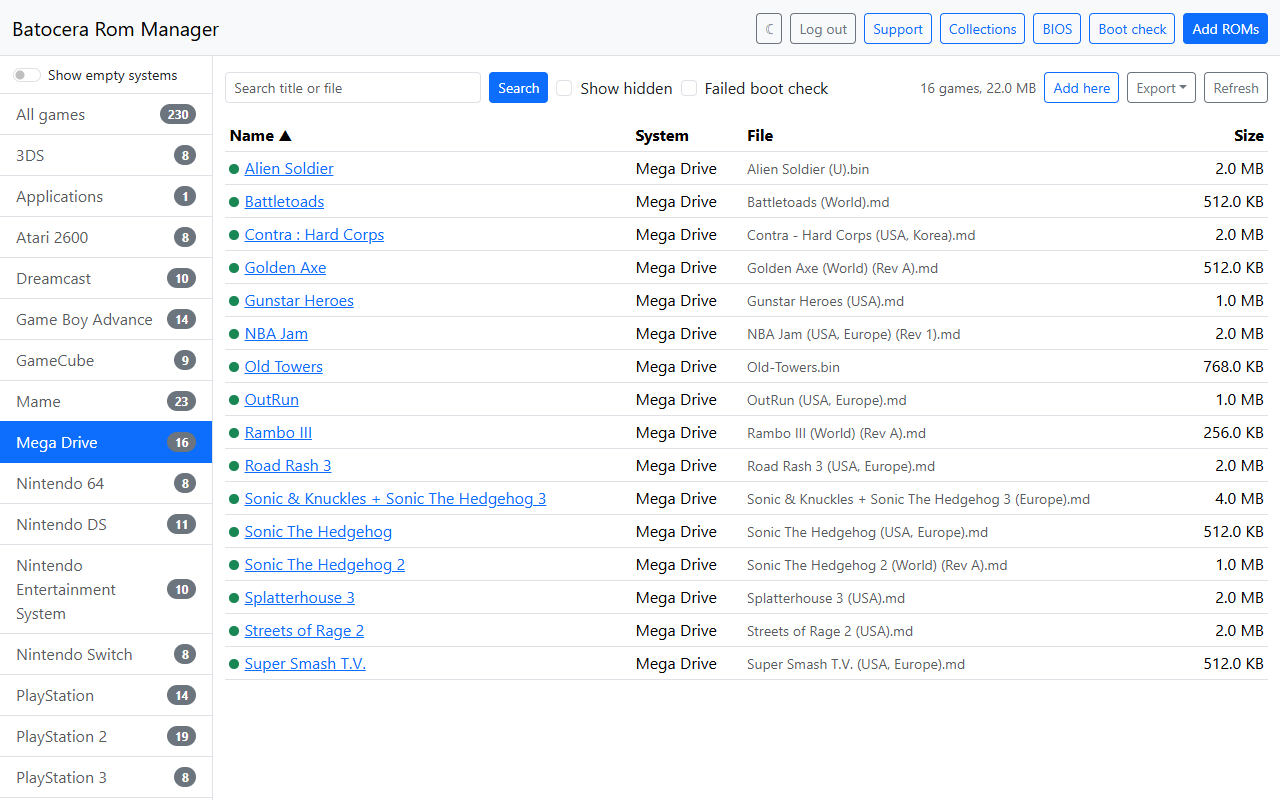 Batocera Rom Manager
☾ Log out Support Collections BIOS Boot check Add ROMs
Show empty systems
All games 230
3DS 8
Applications 1
Atari 2600 8
Dreamcast 10
Game Boy Advance 14
GameCube 9
Mame 23
Mega Drive 16
Nintendo 64 8
Nintendo DS 11
Nintendo
Entertainment
System 10
Nintendo Switch 8
PlayStation 14
PlayStation 2 19
PlayStation 3 8
Search title or file Search Show hidden Failed boot check 16 games, 22.0 MB Add here Export Refresh
Name ▲ System File Size
Alien Soldier Mega Drive Alien Soldier (U).bin 2.0 MB
Battletoads Mega Drive Battletoads (World).md 512.0 KB
Contra : Hard Corps Mega Drive Contra - Hard Corps (USA, Korea).md 2.0 MB
Golden Axe Mega Drive Golden Axe (World) (Rev A).md 512.0 KB
Gunstar Heroes Mega Drive Gunstar Heroes (USA).md 1.0 MB
NBA Jam Mega Drive NBA Jam (USA, Europe) (Rev 1).md 2.0 MB
Old Towers Mega Drive Old-Towers.bin 768.0 KB
OutRun Mega Drive OutRun (USA, Europe).md 1.0 MB
Rambo III Mega Drive Rambo III (World) (Rev A).md 256.0 KB
Road Rash 3 Mega Drive Road Rash 3 (USA, Europe).md 2.0 MB
Sonic & Knuckles + Sonic The Hedgehog 3 Mega Drive Sonic & Knuckles + Sonic The Hedgehog 3 (Europe).md 4.0 MB
Sonic The Hedgehog Mega Drive Sonic The Hedgehog (USA, Europe).md 512.0 KB
Sonic The Hedgehog 2 Mega Drive Sonic The Hedgehog 2 (World) (Rev A).md 1.0 MB
Splatterhouse 3 Mega Drive Splatterhouse 3 (USA).md 2.0 MB
Streets of Rage 2 Mega Drive Streets of Rage 2 (USA).md 2.0 MB
Super Smash T.V. Mega Drive Super Smash T.V. (USA, Europe).md 512.0 KB